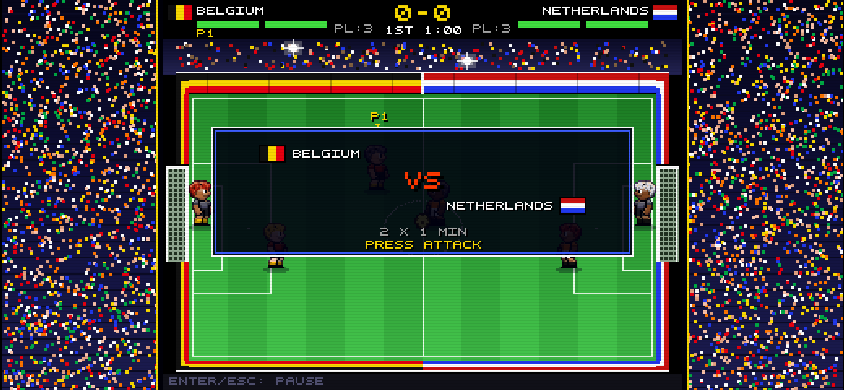 BELGIUM 0-0 NETHERLANDS
P1 PL:3 1ST 1:00 PL:3
P1
BELGIUM
VS
NETHERLANDS
2 X 1 MIN
PRESS ATTACK
ENTER/ESC: PAUSE